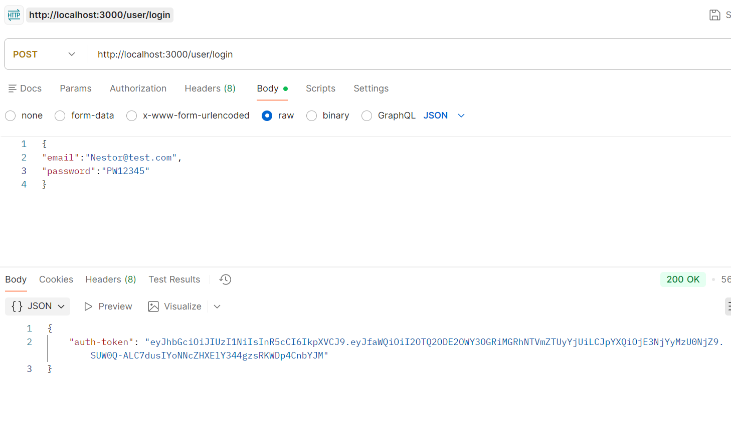 HTTP http://localhost:3000/user/login
POST http://localhost:3000/user/login
Docs Params Authorization Headers (8) Body Scripts Settings
none form-data x-www-form-urlencoded raw binary GraphQL JSON
1 {
2 "email":"Nestor@test.com",
3 "password":"PW12345"
4 }
Body Cookies Headers (8) Test Results 200 OK
{} JSON Preview Visualize
1 {
2 "auth-token": "eyJhbGciOiJIUzI1NiIsInR5cCI6IkpXVCJ9.eyJfaWQiOiI2OTQ2ODE2OWY3OGRiMGRhNTVmZTUyYjUiLCJpYXQiOjE3NjYyMzU0NjZ9.
SUW0Q-ALC7dusIYoNNcZHXElY344gzsRKWDp4CnbYJM"
3 }